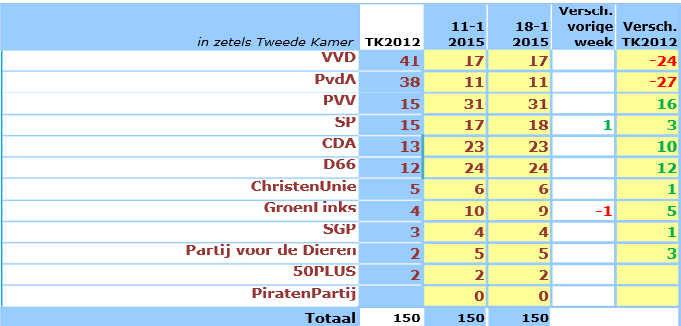 in zetels Tweede Kamer TK2012 11-1 2015 18-1 2015 Versch. vorige week Versch. TK2012
VVD 41 17 17 -24
PvdA 38 11 11 -27
PVV 15 31 31 16
SP 15 17 18 1 3
CDA 13 23 23 10
D66 12 24 24 12
ChristenUnie 5 6 6 1
GroenLinks 4 10 9 -1 5
SGP 3 4 4 1
Partij voor de Dieren 2 5 5 3
50PLUS 2 2 2
PiratenPartij 0 0
Totaal 150 150 150